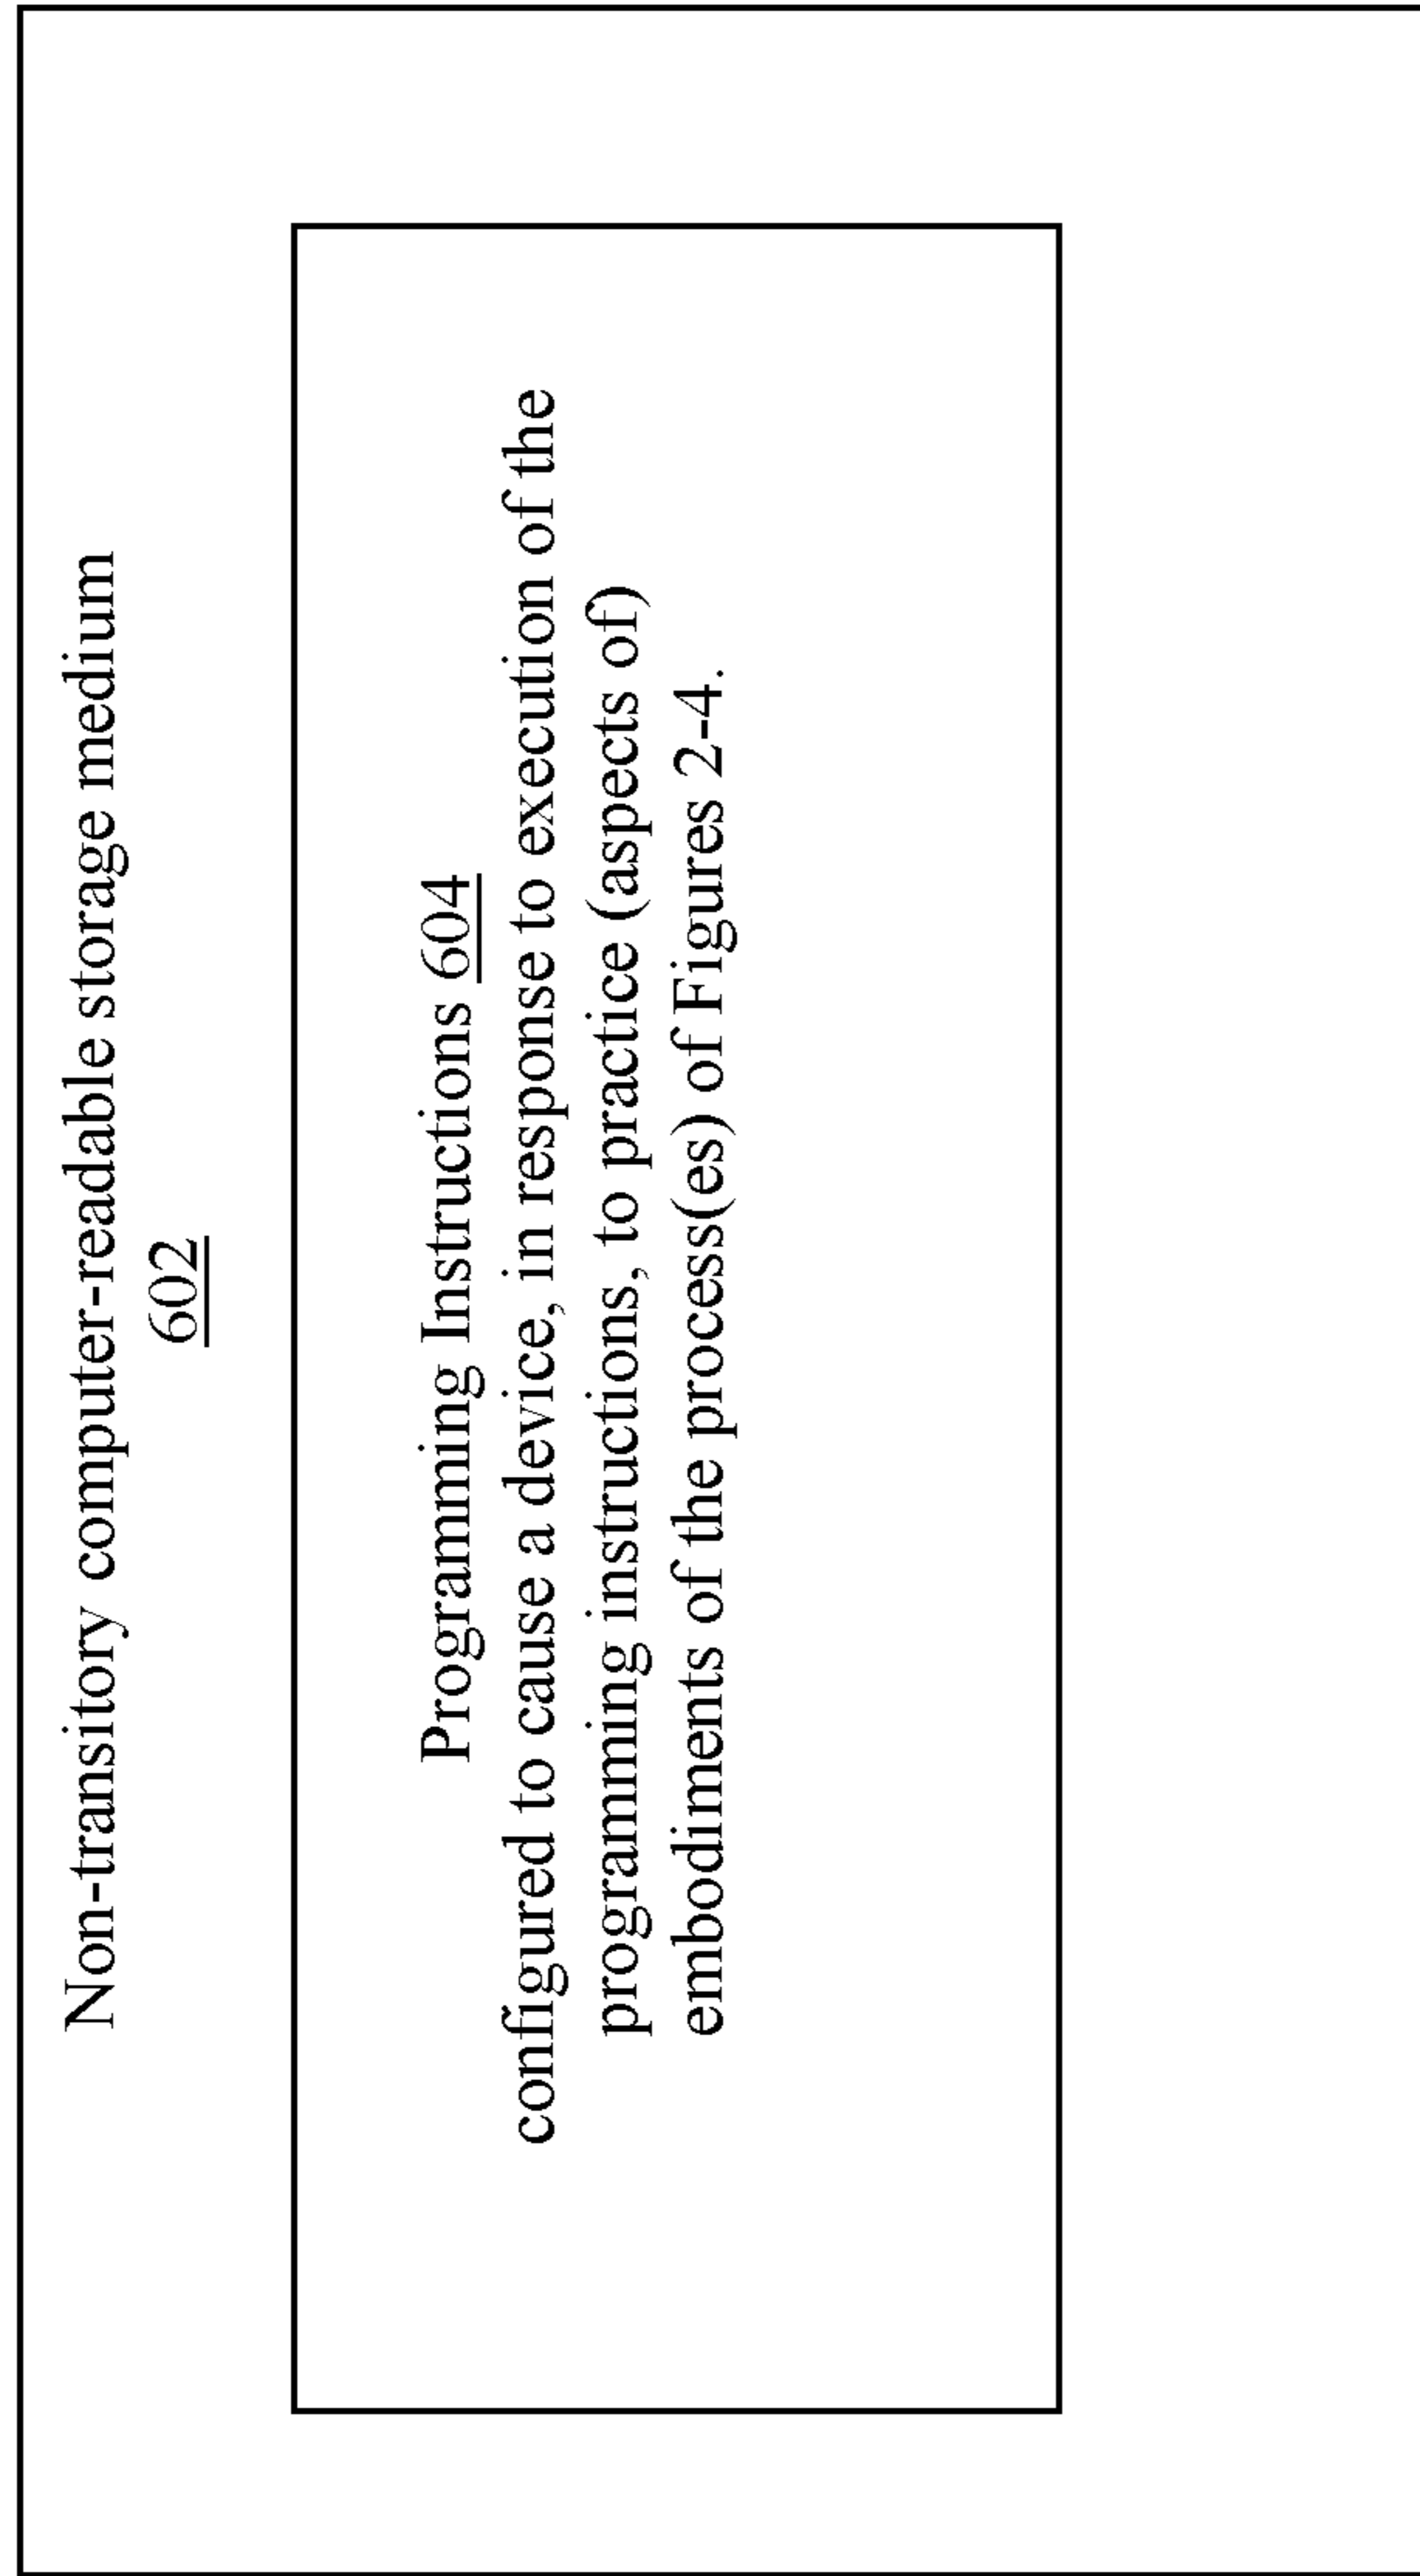 Non-transitory computer-readable storage medium
602
Programming Instructions 604
configured to cause a device, in response to execution of the
programming instructions, to practice (aspects of)
embodiments of the process(es) of Figures 2-4.